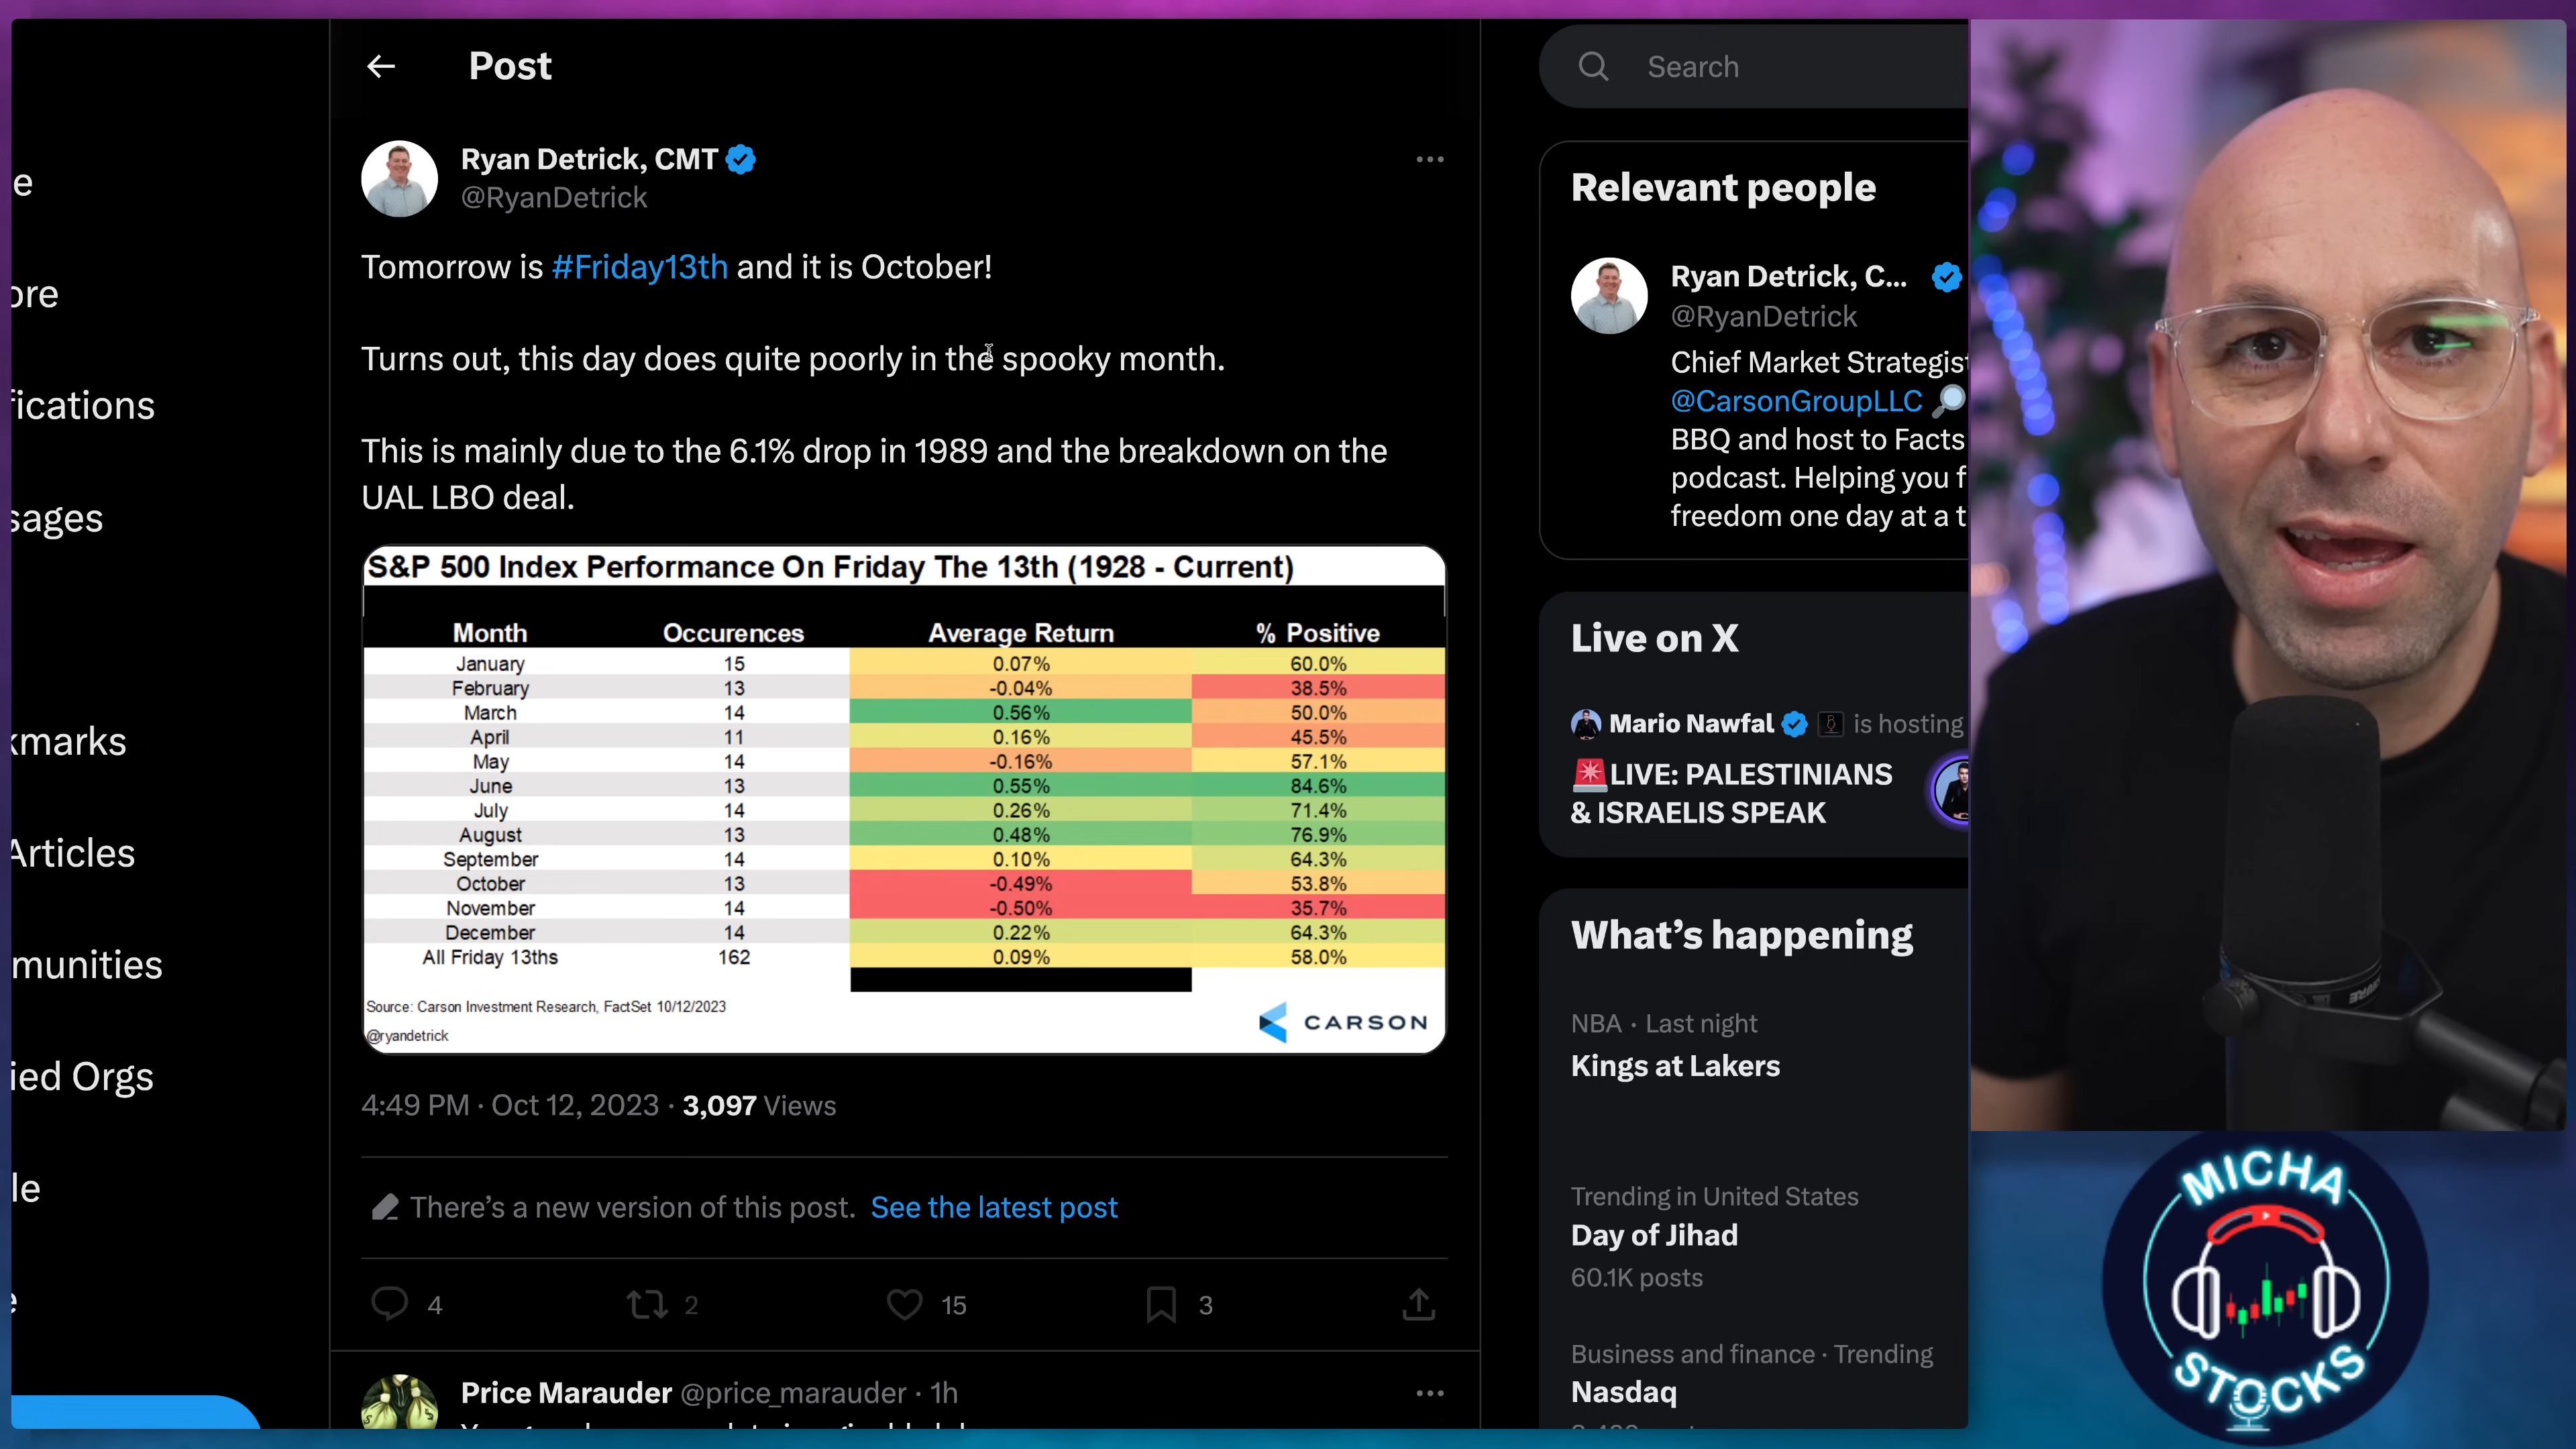 Post
Ryan Detrick, CMT
@RyanDetrick
Tomorrow is #Friday13th and it is October!
Turns out, this day does quite poorly in the spooky month.
This is mainly due to the 6.1% drop in 1989 and the breakdown on the
UAL LBO deal.
S&P 500 Index Performance On Friday The 13th (1928 - Current)
Month Occurences Average Return % Positive
January 15 0.07% 60.0%
February 13 -0.04% 38.5%
March 14 0.56% 50.0%
April 11 0.16% 45.5%
May 14 -0.16% 57.1%
June 13 0.55% 84.6%
July 14 0.26% 71.4%
August 13 0.48% 76.9%
September 14 0.10% 64.3%
October 13 -0.49% 53.8%
November 14 -0.50% 35.7%
December 14 0.22% 64.3%
All Friday 13ths 162 0.09% 58.0%
Source: Carson Investment Research, FactSet 10/12/2023
@ryandetrick
CARSON
4:49 PM · Oct 12, 2023 · 3,097 Views
There’s a new version of this post. See the latest post
4 2 15 3
Price Marauder @price_marauder · 1h
e
ore
fications
sages
kmarks
Articles
munities
ied Orgs
le
e
Search
Relevant people
Ryan Detrick, C...
@RyanDetrick
Chief Market Strategist
@CarsonGroupLLC
BBQ and host to Facts
podcast. Helping you f
freedom one day at a t
Live on X
Mario Nawfal is hosting
LIVE: PALESTINIANS
& ISRAELIS SPEAK
What’s happening
NBA · Last night
Kings at Lakers
Trending in United States
Day of Jihad
60.1K posts
Business and finance · Trending
Nasdaq
MICHA
STOCKS